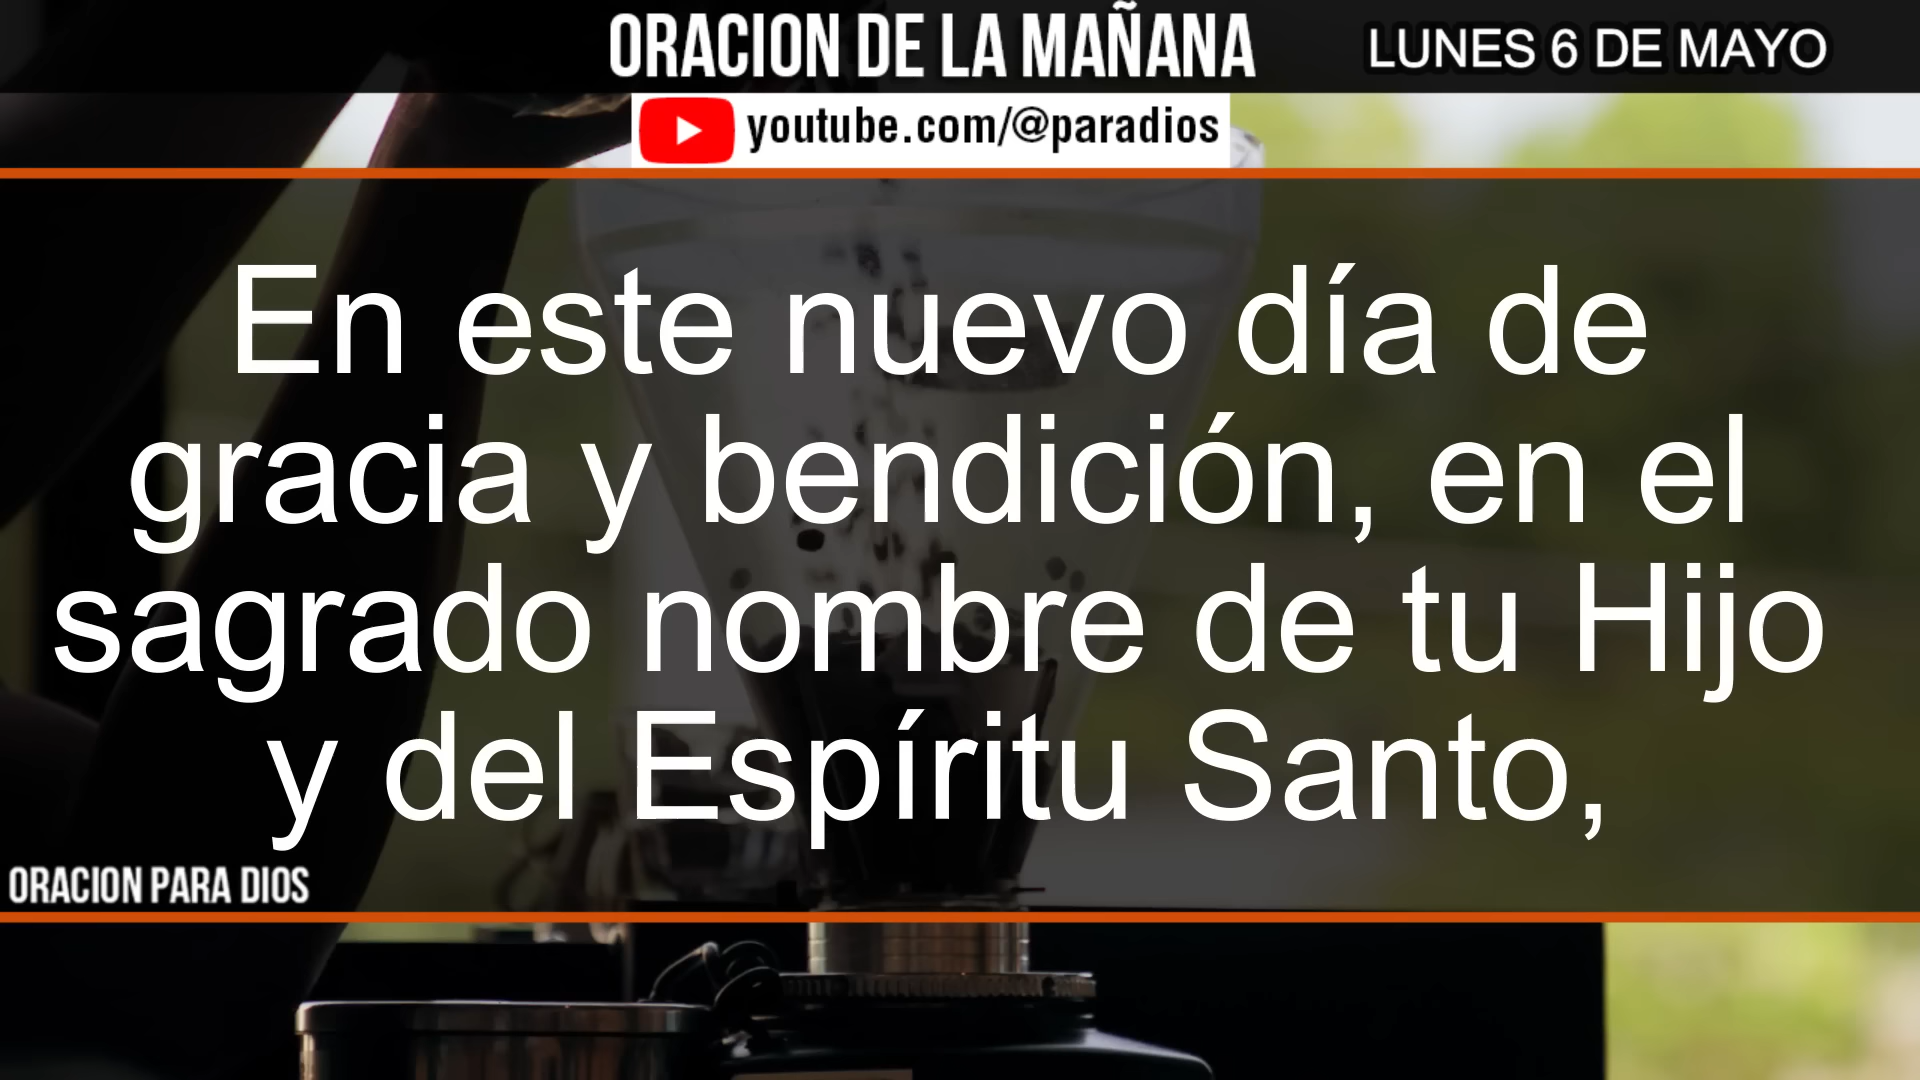 ORACION DE LA MAÑANA
LUNES 6 DE MAYO
youtube.com/@paradios
En este nuevo día de
gracia y bendición, en el
sagrado nombre de tu Hijo
y del Espíritu Santo,
ORACION PARA DIOS